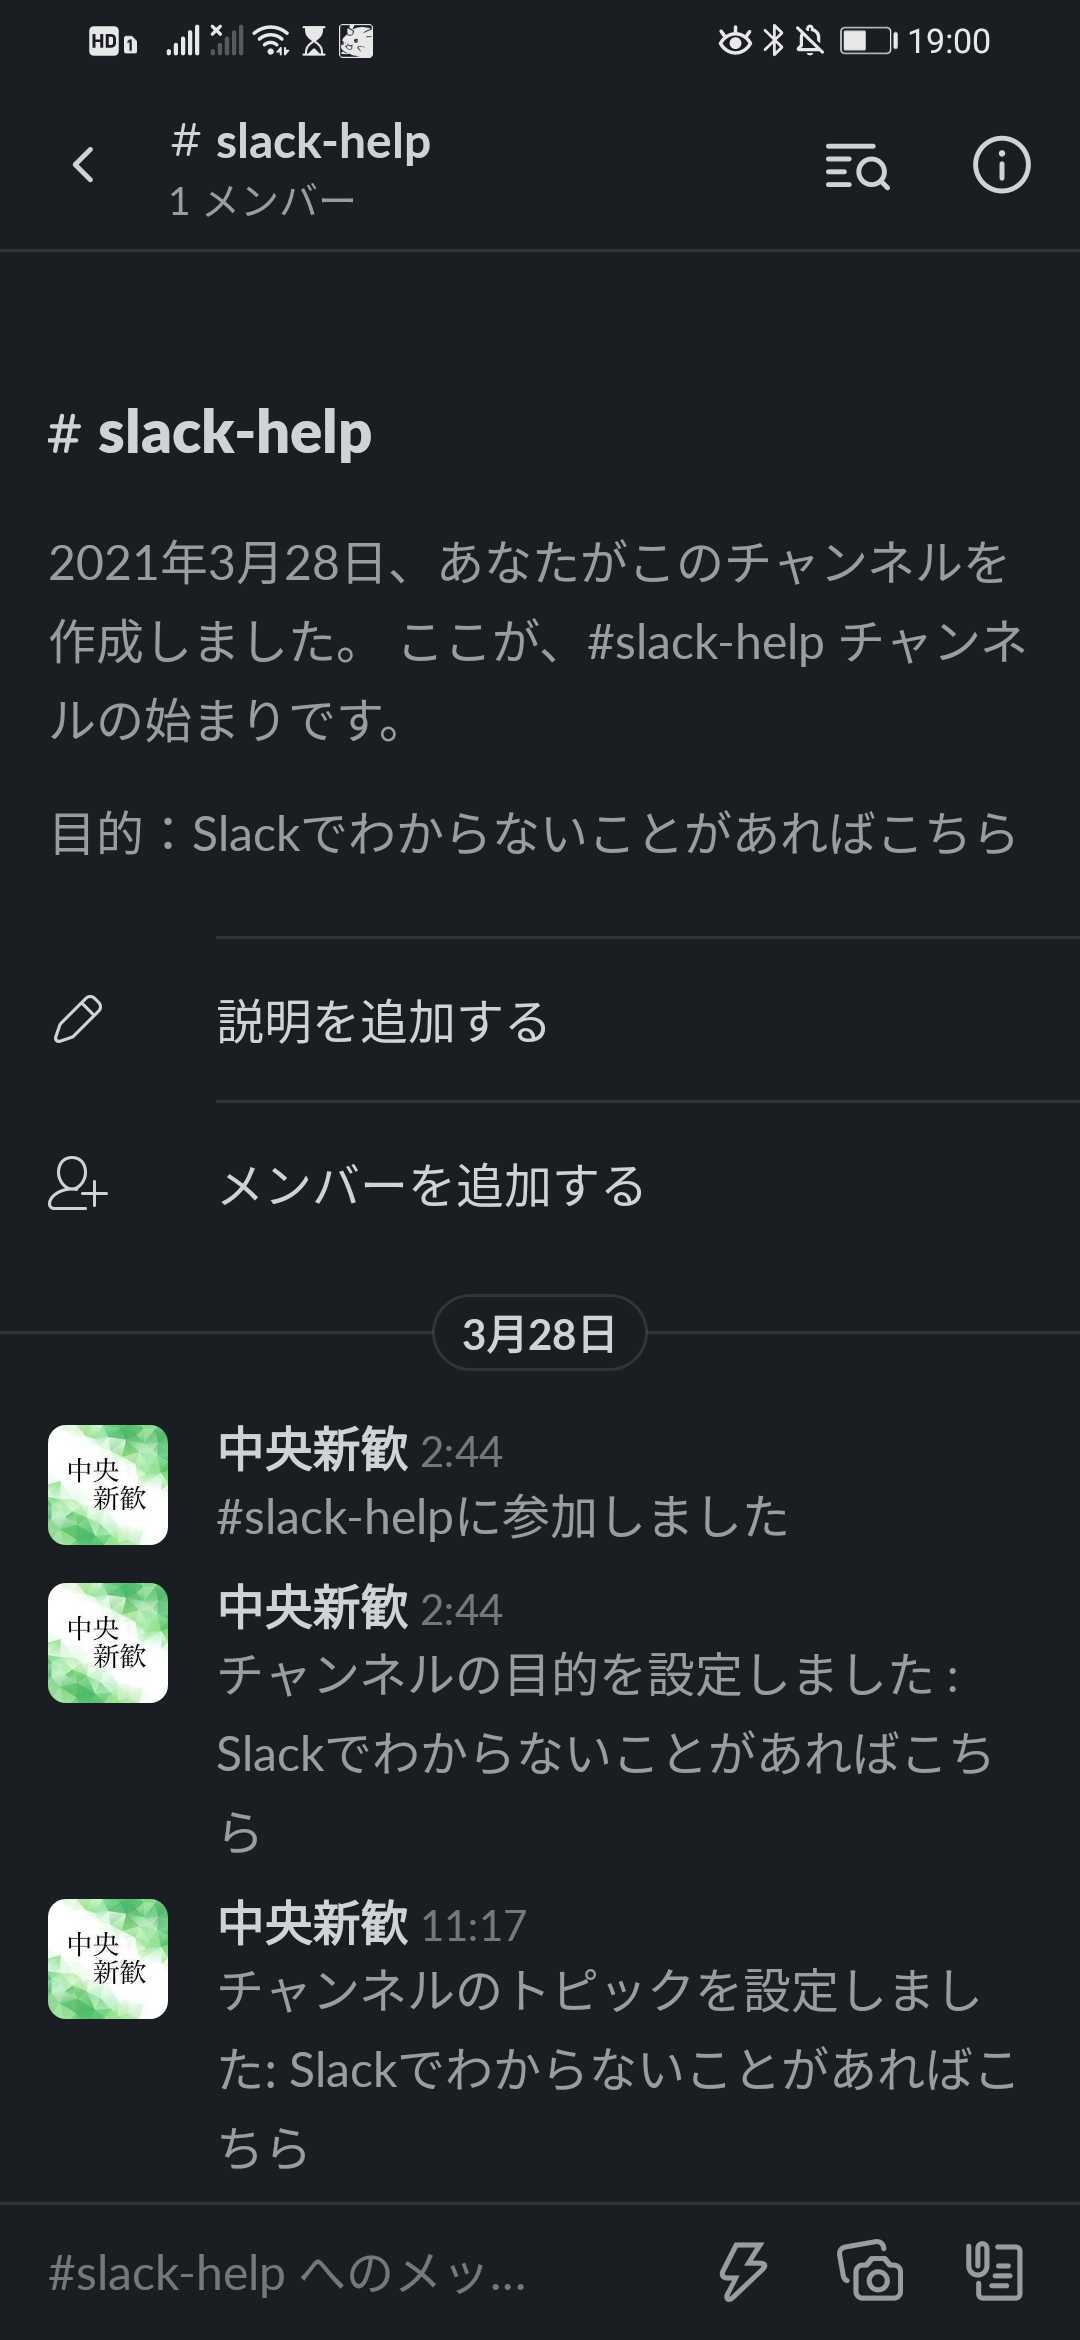 HD 1 19:00
# slack-help
1 メンバー
# slack-help
2021年3月28日、あなたがこのチャンネルを
作成しました。 ここが、#slack-help チャンネ
ルの始まりです。
目的：Slackでわからないことがあればこちら
説明を追加する
メンバーを追加する
3月28日
中央
新歓
中央新歓 2:44
#slack-helpに参加しました
中央
新歓
中央新歓 2:44
チャンネルの目的を設定しました :
Slackでわからないことがあればこち
ら
中央
新歓
中央新歓 11:17
チャンネルのトピックを設定しまし
た: Slackでわからないことがあればこ
ちら
#slack-help へのメッ...